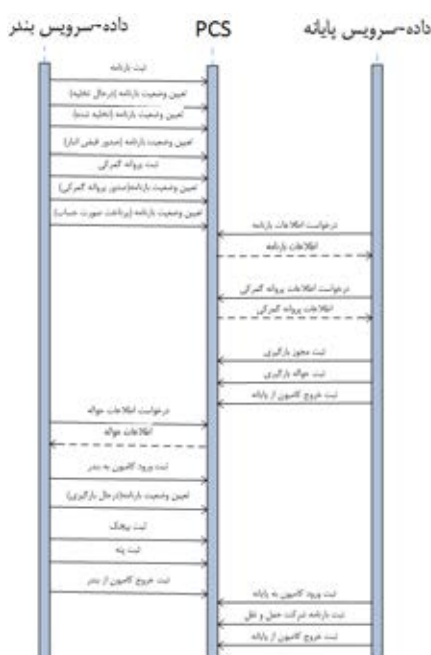 داده-سرویس پایانه
PCS
داده-سرویس بندر
ثبت بارنامه
تعیین وضعیت بارنامه (درحال تخلیه)
تعیین وضعیت بارنامه (تخلیه شده)
تعیین وضعیت بارنامه (صدور قبض انبار)
ثبت پروانه گمرکی
تعیین وضعیت بارنامه(صدور پروانه گمرکی)
تعیین وضعیت بارنامه (پرداخت صورت حساب)
درخواست اطلاعات بارنامه
اطلاعات بارنامه
درخواست اطلاعات پروانه گمرکی
اطلاعات پروانه گمرکی
ثبت مجوز بارگیری
ثبت حواله بارگیری
ثبت خروج کامیون از پایانه
درخواست اطلاعات حواله
اطلاعات حواله
ثبت ورود کامیون به بندر
تعیین وضعیت بارنامه(درحال بارگیری)
ثبت بیجک
ثبت پته
ثبت خروج کامیون از بندر
ثبت ورود کامیون به پایانه
ثبت بارنامه شرکت حمل و نقل
ثبت خروج کامیون از پایانه